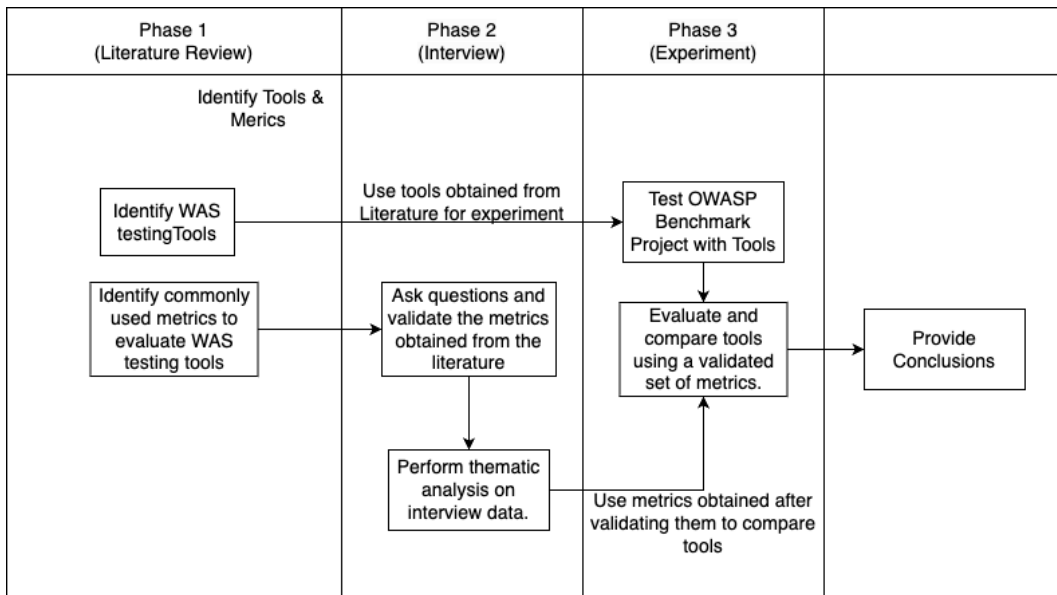 Phase 1
(Literature Review)
Phase 2
(Interview)
Phase 3
(Experiment)
Identify Tools &
Merics
Identify WAS
testingTools
Use tools obtained from
Literature for experiment
Test OWASP
Benchmark
Project with Tools
Identify commonly
used metrics to
evaluate WAS
testing tools
Ask questions and
validate the metrics
obtained from the
literature
Evaluate and
compare tools
using a validated
set of metrics.
Provide
Conclusions
Perform thematic
analysis on
interview data.
Use metrics obtained after
validating them to compare
tools